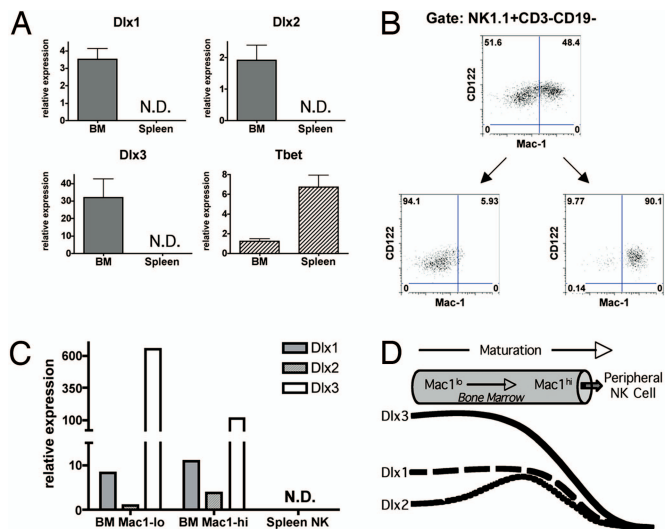 A
Dlx1
relative expression
4
3
2
1
0
N.D.
BM
Spleen
Dlx2
relative expression
3
2
1
0
N.D.
BM
Spleen
Dlx3
relative expression
50
40
30
20
10
0
N.D.
BM
Spleen
Tbet
relative expression
8
6
4
2
0
BM
Spleen
B
Gate: NK1.1+CD3-CD19-
51.6
48.4
CD122
0
0
Mac-1
94.1
5.93
CD122
0
0
Mac-1
9.77
90.1
CD122
0.14
0
Mac-1
C
relative expression
600
350
100
10
0
Dlx1
Dlx2
Dlx3
N.D.
BM Mac1-lo
BM Mac1-hi
Spleen NK
D
Maturation
Mac1lo
Mac1hi
Bone Marrow
Peripheral
NK Cell
Dlx3
Dlx1
Dlx2